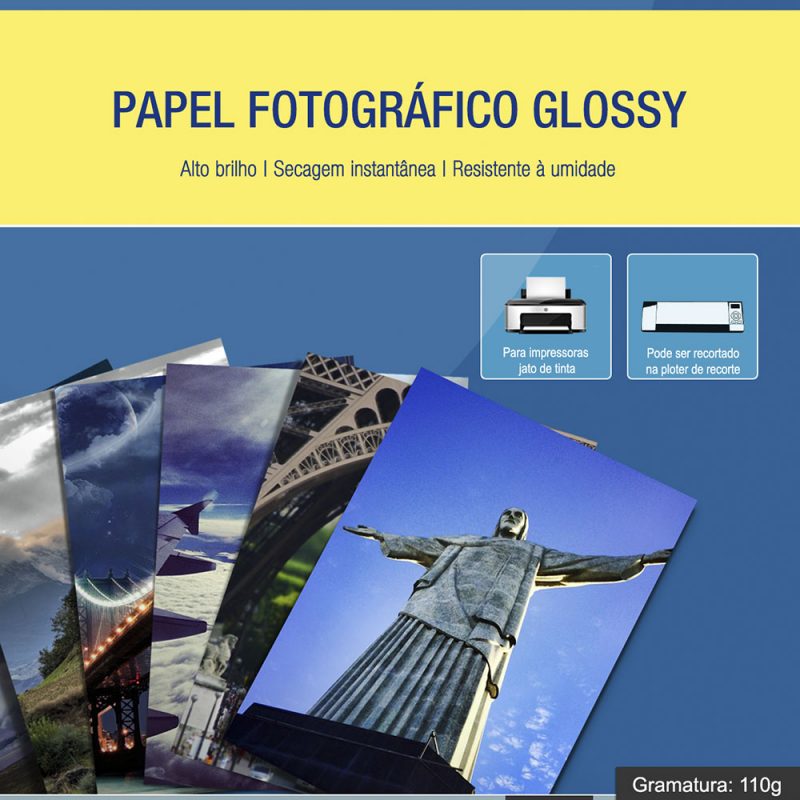 PAPEL FOTOGRÁFICO GLOSSY
Alto brilho | Secagem instantânea | Resistente à umidade
Para impressoras
jato de tinta
Pode ser recortado
na ploter de recorte
Gramatura: 110g